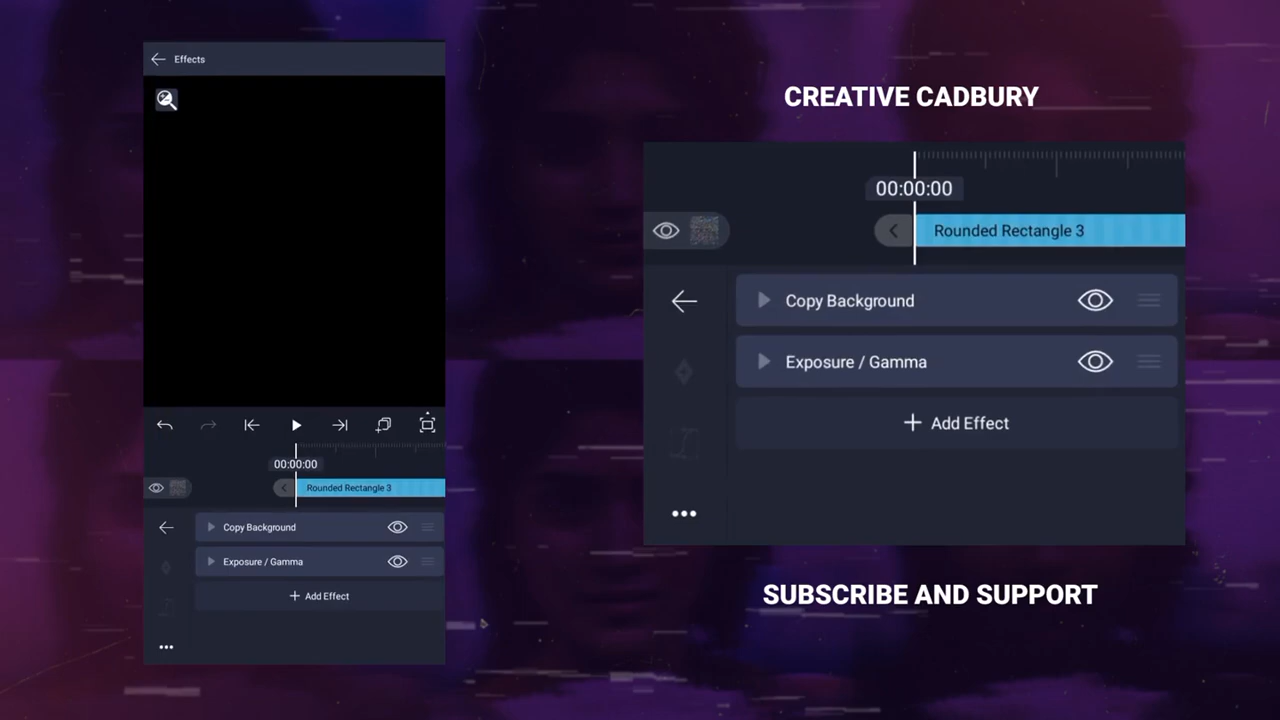 Effects
00:00:00
Rounded Rectangle 3
Copy Background
Exposure / Gamma
+ Add Effect
CREATIVE CADBURY
00:00:00
Rounded Rectangle 3
Copy Background
Exposure / Gamma
+ Add Effect
SUBSCRIBE AND SUPPORT